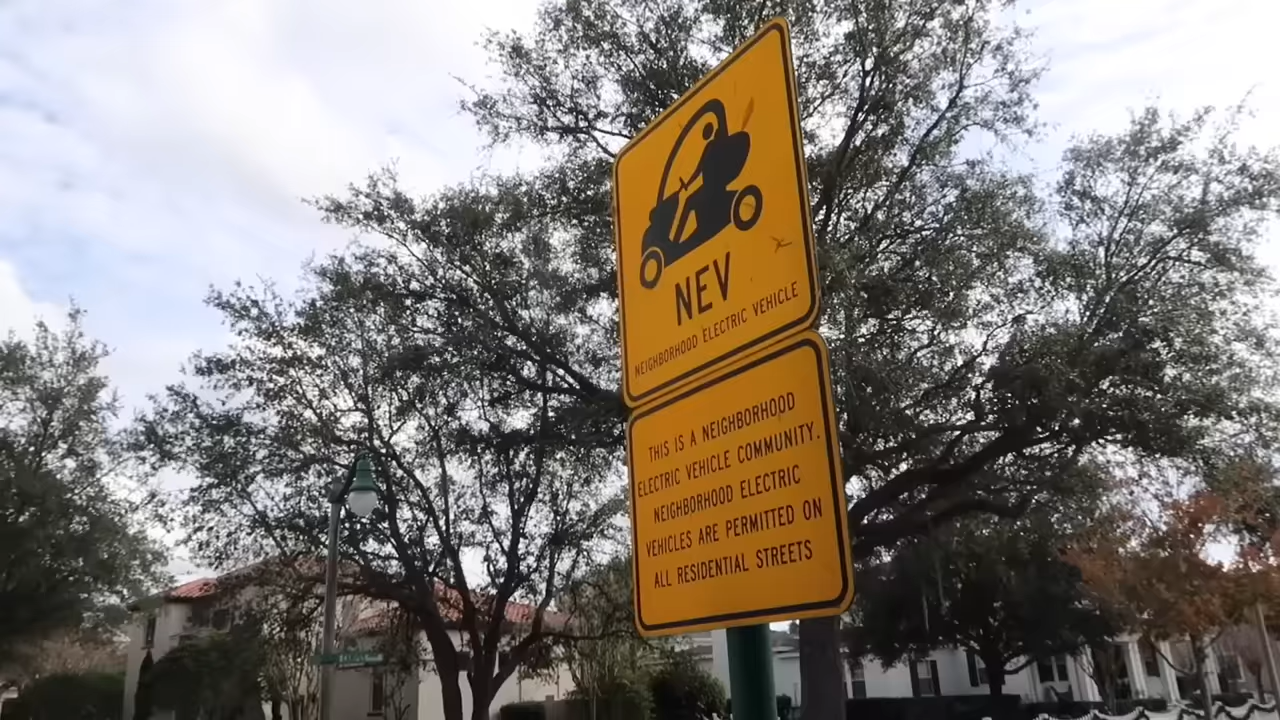 NEV
NEIGHBORHOOD ELECTRIC VEHICLE
THIS IS A NEIGHBORHOOD
ELECTRIC VEHICLE COMMUNITY.
NEIGHBORHOOD ELECTRIC
VEHICLES ARE PERMITTED ON
ALL RESIDENTIAL STREETS